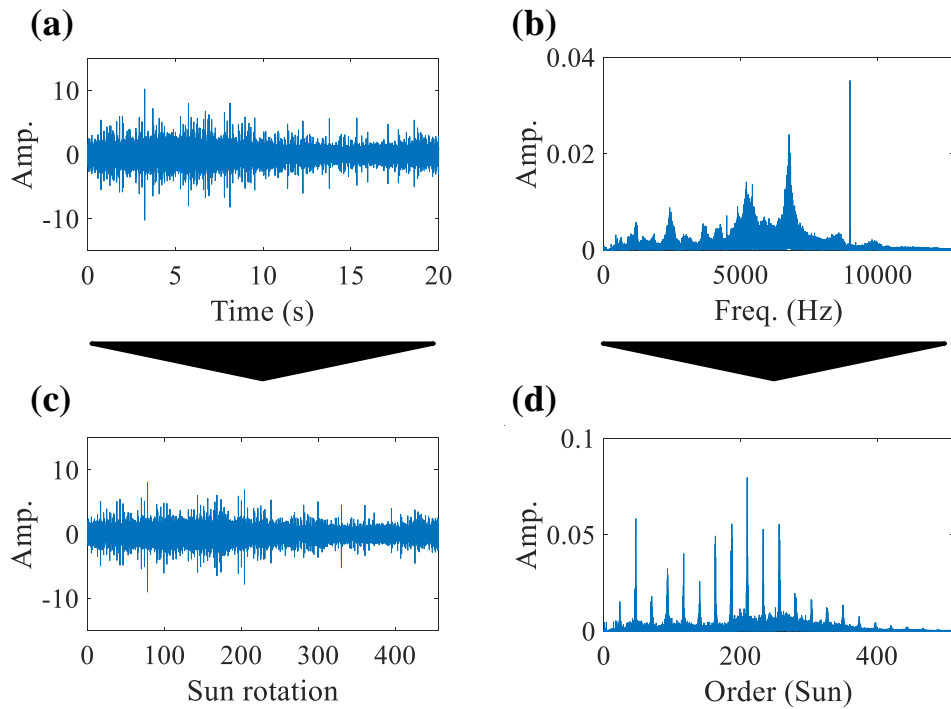 (a)
Amp.
10
0
-10
0 5 10 15 20
Time (s)
(b)
Amp.
0.04
0.02
0
0 5000 10000
Freq. (Hz)
(c)
Amp.
10
0
-10
0 100 200 300 400
Sun rotation
(d)
Amp.
0.1
0.05
0
0 200 400
Order (Sun)